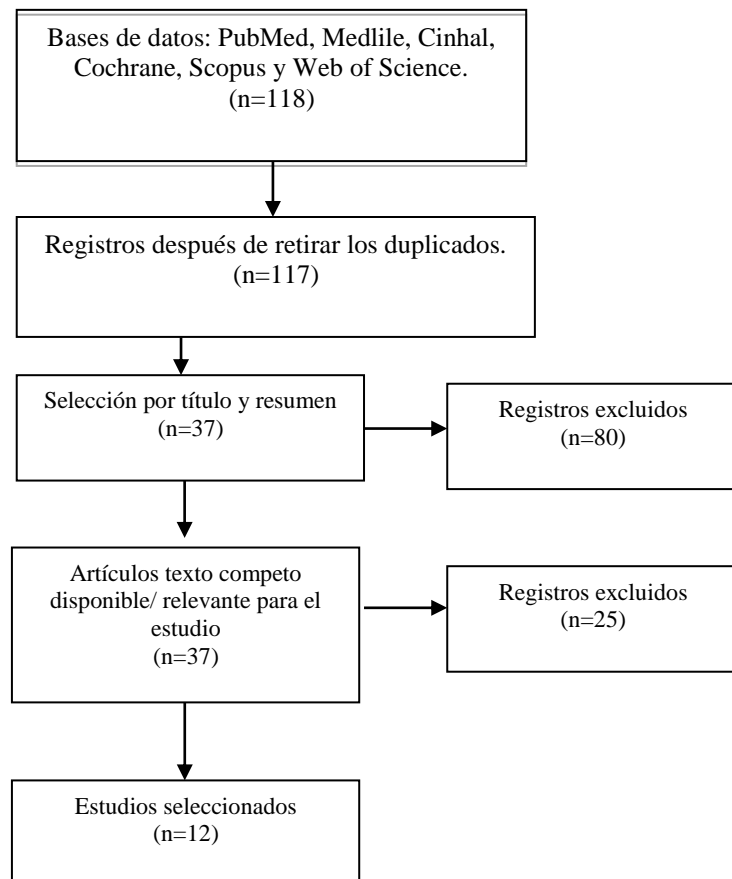 Bases de datos: PubMed, Medlile, Cinhal,
Cochrane, Scopus y Web of Science.
(n=118)
Registros después de retirar los duplicados.
(n=117)
Selección por título y resumen
(n=37)
Registros excluidos
(n=80)
Artículos texto competo
disponible/ relevante para el
estudio
(n=37)
Registros excluidos
(n=25)
Estudios seleccionados
(n=12)